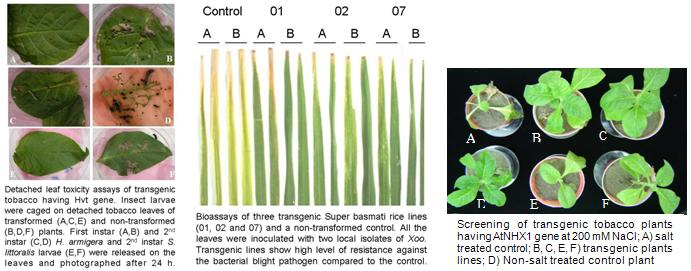 A
B
C
D
E
F
Detached leaf toxicity assays of transgenic
tobacco having Hvt gene. Insect larvae
were caged on detached tobacco leaves of
transformed (A,C,E) and non-transformed
(B,D,F) plants. First instar (A,B) and 2nd
instar (C,D) H. armigera and 2nd instar S.
littoralis larvae (E,F) were released on the
leaves and photographed after 24 h.
Control 01 02 07
A B A B A B A B
Bioassays of three transgenic Super basmati rice lines
(01, 02 and 07) and a non-transformed control. All the
leaves were inoculated with two local isolates of Xoo.
Transgenic lines show high level of resistance against
the bacterial blight pathogen compared to the control.
A B C
D E F
Screening of transgenic tobacco plants
having AtNHX1 gene at 200 mM NaCl; A) salt
treated control; B, C, E, F) transgenic plants
lines; D) Non-salt treated control plant